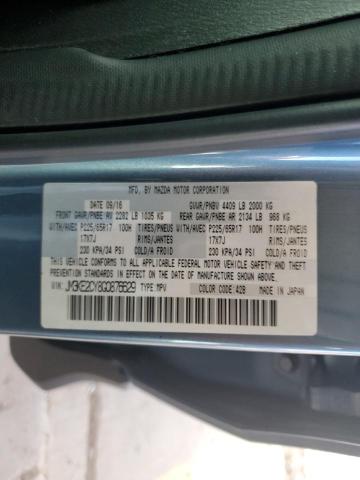 MFD. BY MAZDA MOTOR CORPORATION
DATE 09/16 GVWR/PNBV 4409 LB 2000 KG
FRONT GAWR/PNBE AV 2282 LB 1035 KG REAR GAWR/PNBE AR 2134 LB 968 KG
WITH/AVEC P225/65R17 100H TIRES/PNEUS WITH/AVEC P225/65R17 100H TIRES/PNEUS
17X7J RIMS/JANTES 17X7J RIMS/JANTES
230 KPA/34 PSI COLD/A FROID 230 KPA/34 PSI COLD/A FROID
THIS VEHICLE CONFORMS TO ALL APPLICABLE FEDERAL MOTOR VEHICLE SAFETY,
BUMPER, AND THEFT PREVENTION STANDARDS IN EFFECT ON THE DATE OF
MANUFACTURE SHOWN ABOVE.
VIN: JM3KE2CY8G0876629 TYPE MPV COLOR CODE: 42B MADE IN JAPAN